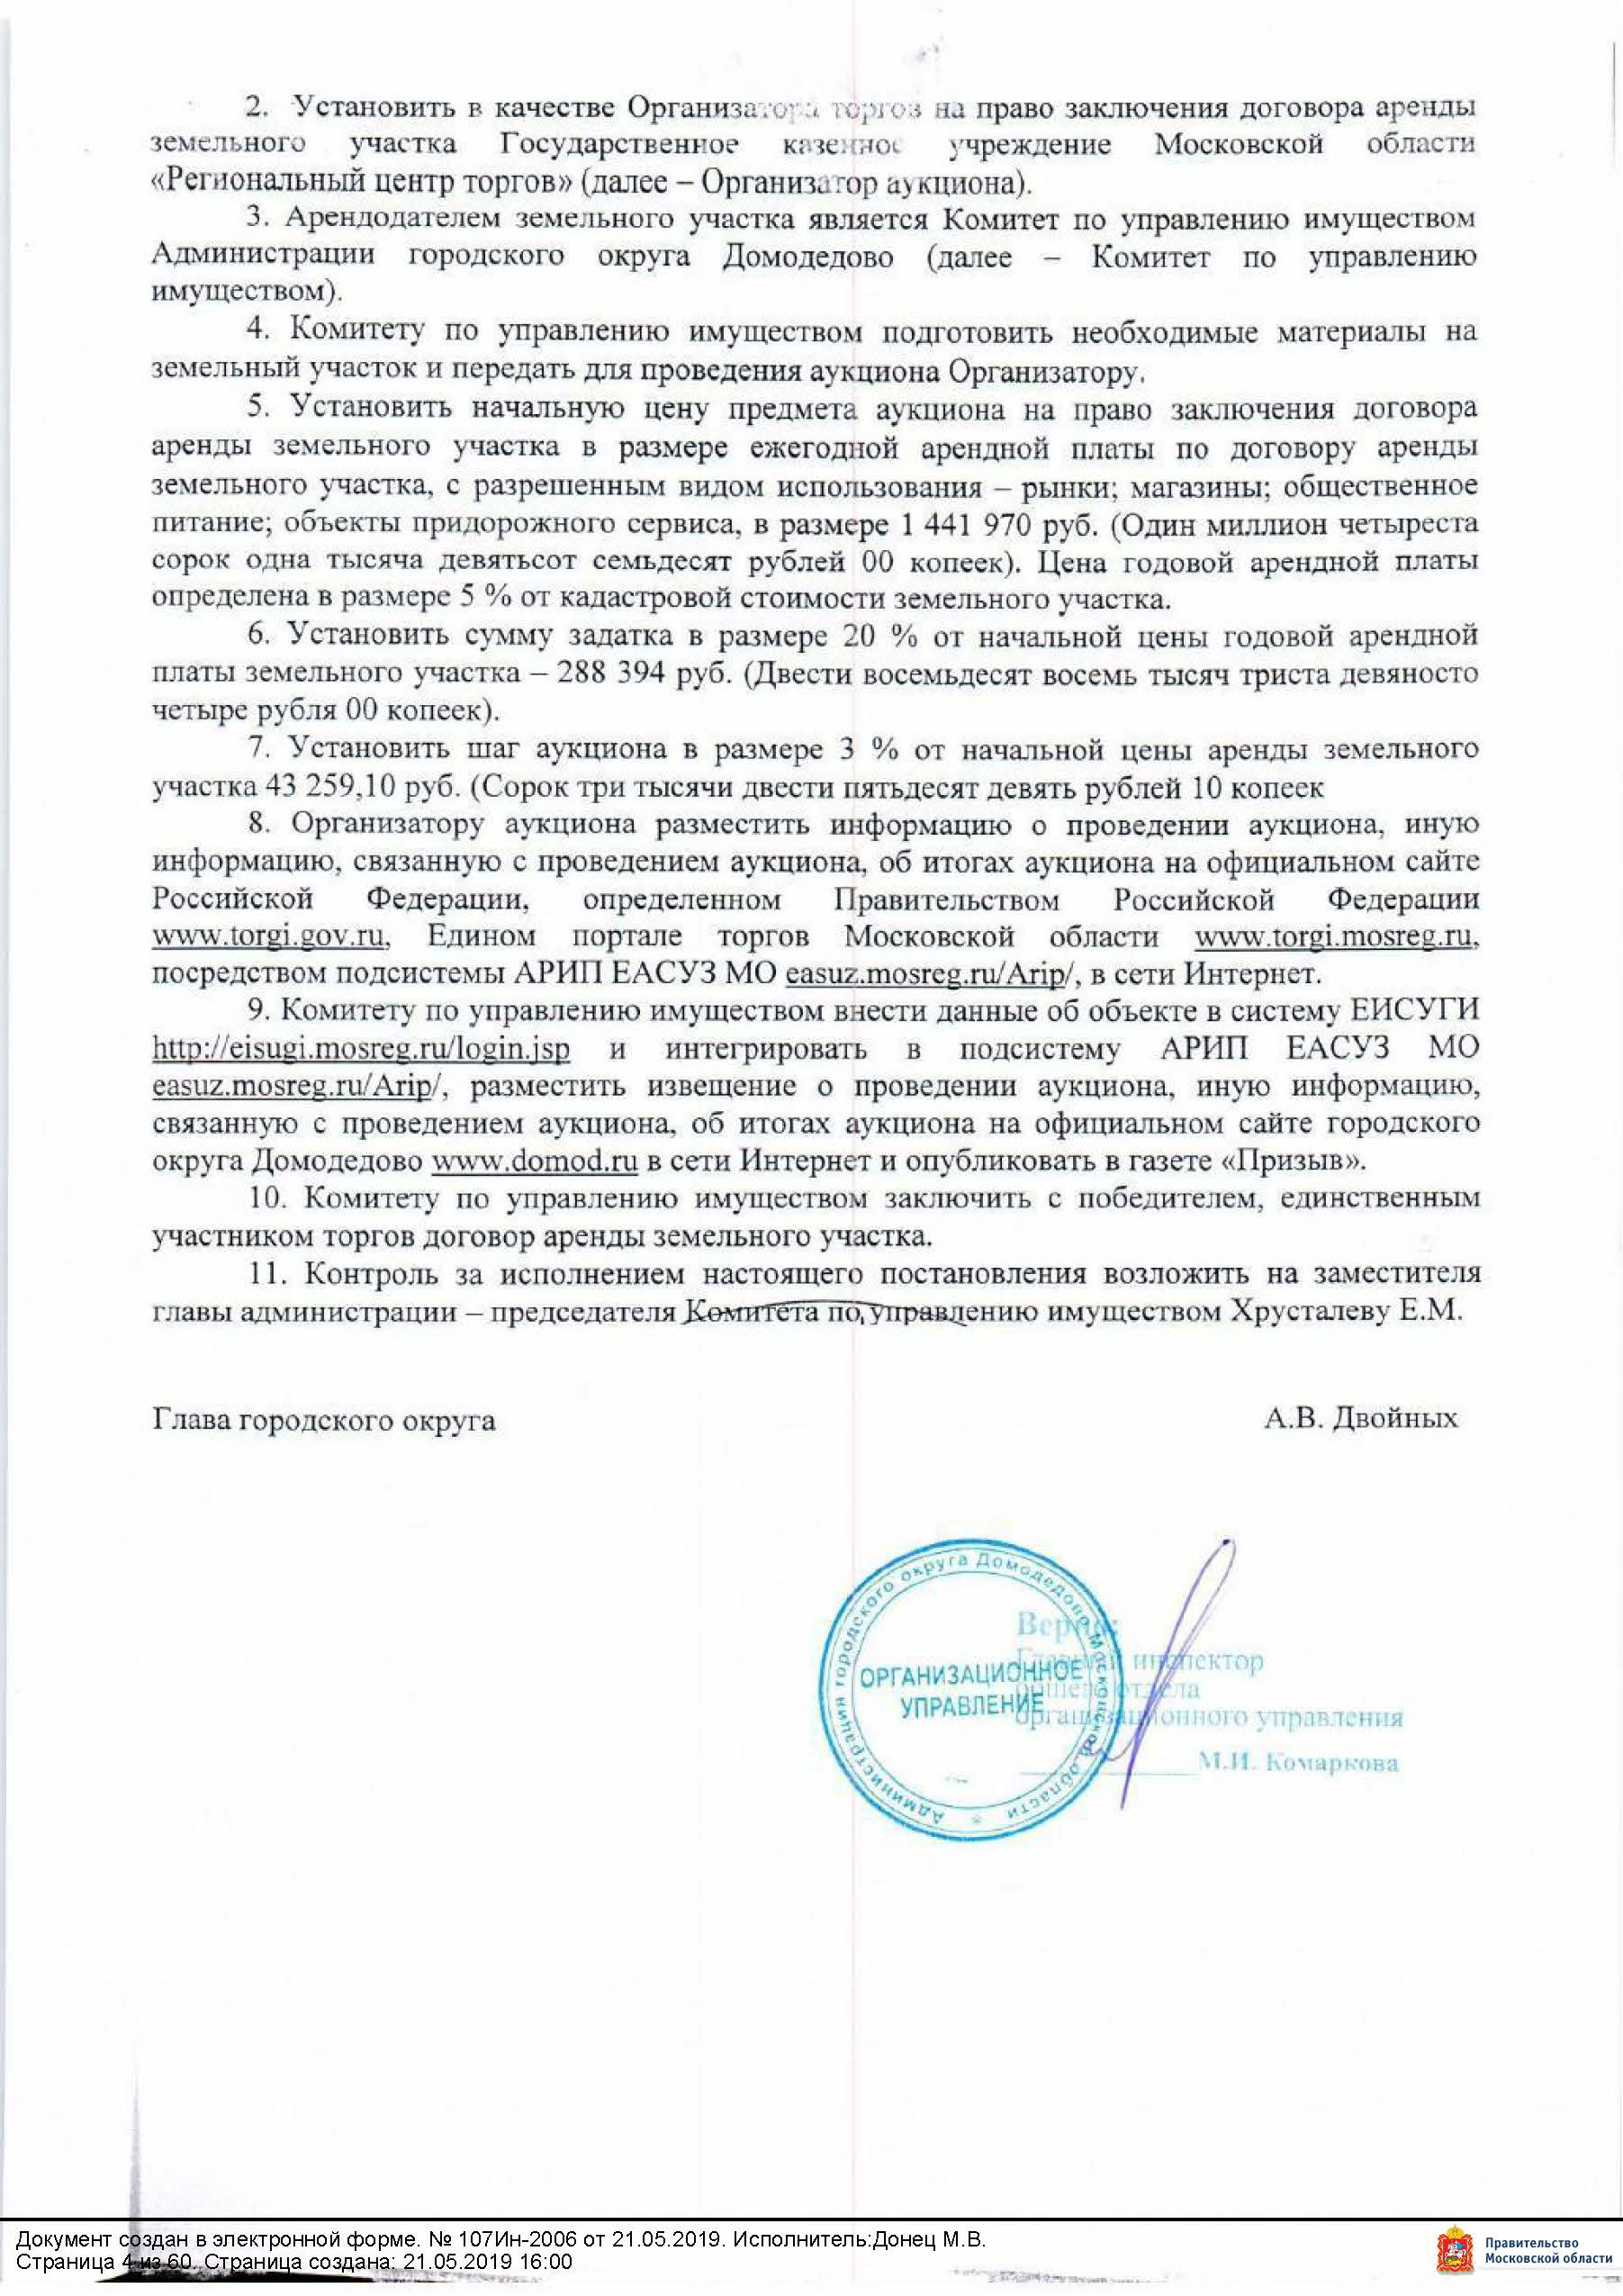 2. Установить в качестве Организатора торгов на право заключения договора аренды
земельного участка Государственное казенное учреждение Московской области
«Региональный центр торгов» (далее – Организатор аукциона).
3. Арендодателем земельного участка является Комитет по управлению имуществом
Администрации городского округа Домодедово (далее – Комитет по управлению
имуществом).
4. Комитету по управлению имуществом подготовить необходимые материалы на
земельный участок и передать для проведения аукциона Организатору.
5. Установить начальную цену предмета аукциона на право заключения договора
аренды земельного участка в размере ежегодной арендной платы по договору аренды
земельного участка, с разрешенным видом использования – рынки; магазины; общественное
питание; объекты придорожного сервиса, в размере 1 441 970 руб. (Один миллион четыреста
сорок одна тысяча девятьсот семьдесят рублей 00 копеек). Цена годовой арендной платы
определена в размере 5 % от кадастровой стоимости земельного участка.
6. Установить сумму задатка в размере 20 % от начальной цены годовой арендной
платы земельного участка – 288 394 руб. (Двести восемьдесят восемь тысяч триста девяносто
четыре рубля 00 копеек).
7. Установить шаг аукциона в размере 3 % от начальной цены аренды земельного
участка 43 259,10 руб. (Сорок три тысячи двести пятьдесят девять рублей 10 копеек
8. Организатору аукциона разместить информацию о проведении аукциона, иную
информацию, связанную с проведением аукциона, об итогах аукциона на официальном сайте
Российской Федерации, определенном Правительством Российской Федерации
www.torgi.gov.ru, Едином портале торгов Московской области www.torgi.mosreg.ru,
посредством подсистемы АРИП ЕАСУЗ МО easuz.mosreg.ru/Arip/, в сети Интернет.
9. Комитету по управлению имуществом внести данные об объекте в систему ЕИСУГИ
http://eisugi.mosreg.ru/login.jsp и интегрировать в подсистему АРИП ЕАСУЗ МО
easuz.mosreg.ru/Arip/, разместить извещение о проведении аукциона, иную информацию,
связанную с проведением аукциона, об итогах аукциона на официальном сайте городского
округа Домодедово www.domod.ru в сети Интернет и опубликовать в газете «Призыв».
10. Комитету по управлению имуществом заключить с победителем, единственным
участником торгов договор аренды земельного участка.
11. Контроль за исполнением настоящего постановления возложить на заместителя
главы администрации – председателя Комитета по управлению имуществом Хрусталеву Е.М.
Глава городского округа
А.В. Двойных
Администрация городского округа Домодедово Московской области
ОРГАНИЗАЦИОННОЕ
УПРАВЛЕНИЕ
Верно:
Главный инспектор
общего отдела
организационного управления
М.И. Комаркова
Документ создан в электронной форме. № 107Ин-2006 от 21.05.2019. Исполнитель:Донец М.В.
Страница 4 из 60. Страница создана: 21.05.2019 16:00
Правительство
Московской области